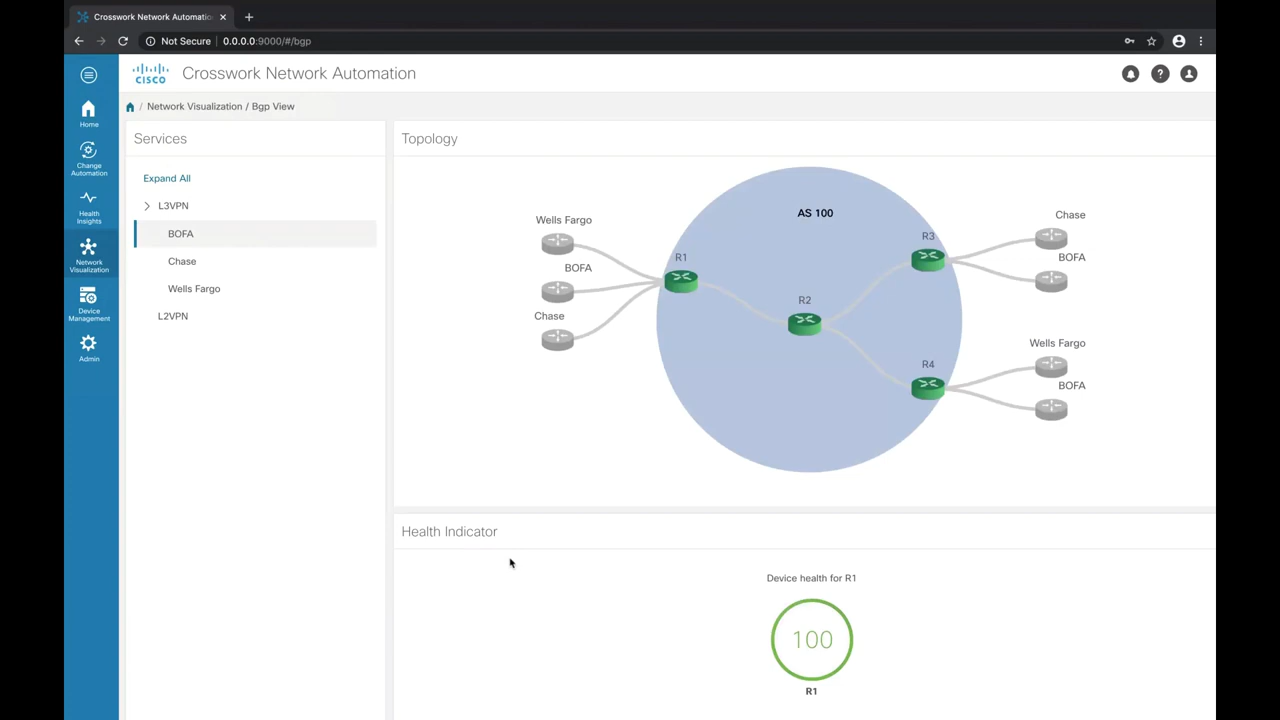 Crosswork Network Automatio
Not Secure
0.0.0.0:9000/#/bgp
CISCO
Crosswork Network Automation
?
Home
Change
Automation
Health
Insights
Network
Visualization
Device
Management
Admin
/ Network Visualization / Bgp View
Services
Expand All
L3VPN
BOFA
Chase
Wells Fargo
L2VPN
Topology
AS 100
Wells Fargo
BOFA
Chase
R1
R2
R3
R4
Chase
BOFA
Wells Fargo
BOFA
Health Indicator
Device health for R1
100
R1